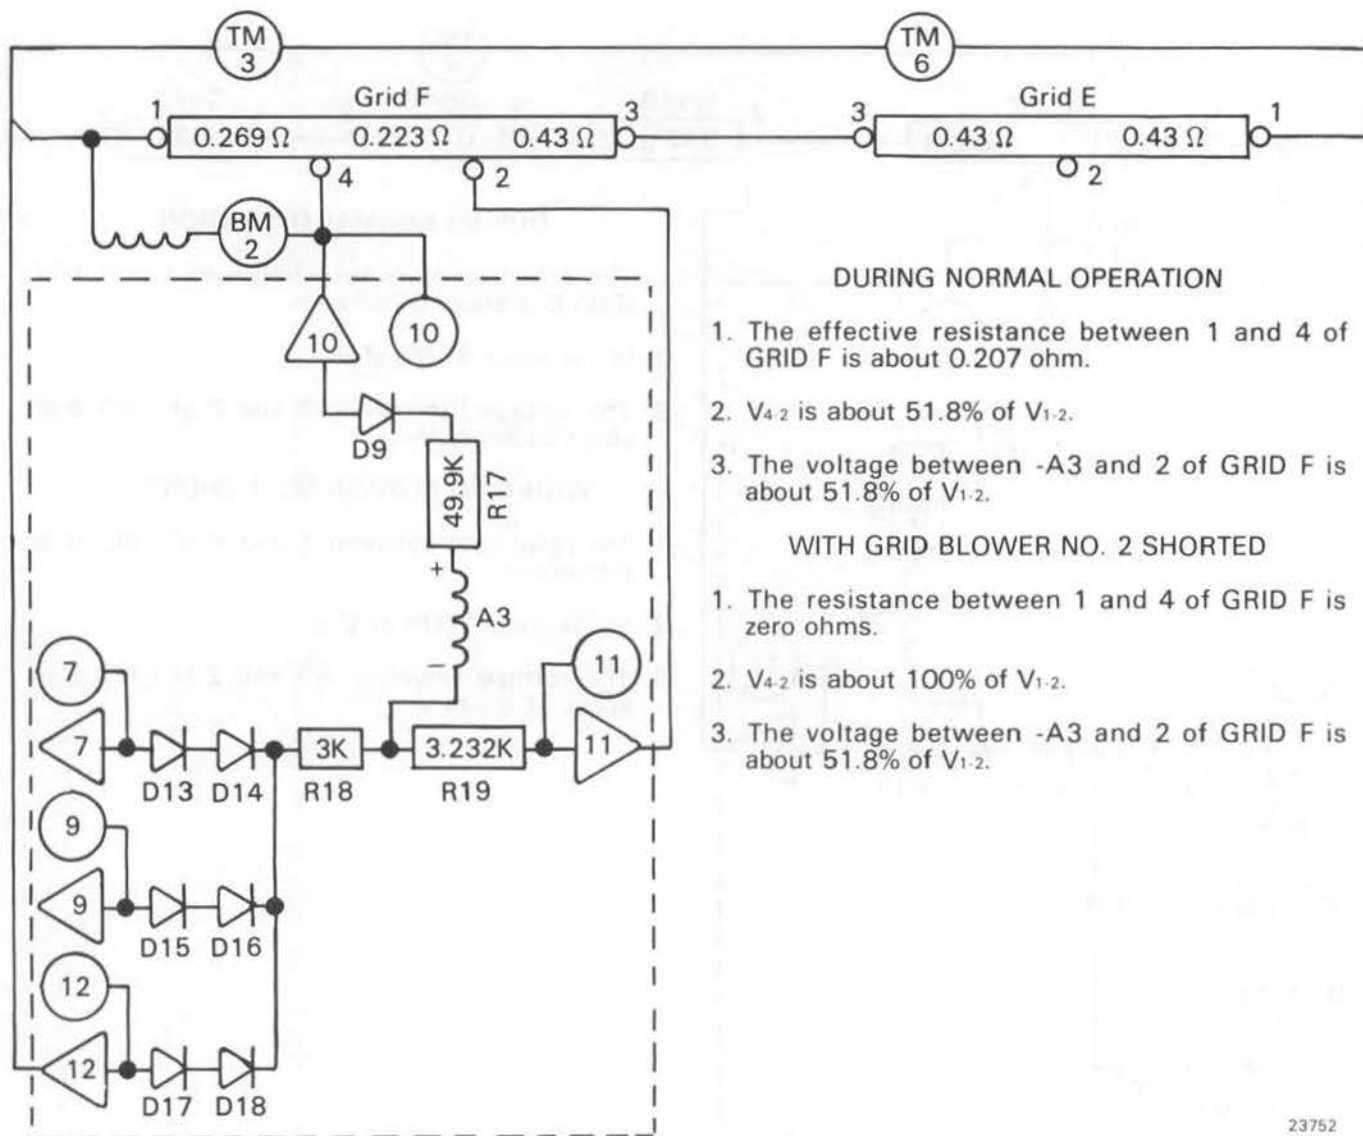 TM
3
TM
6
Grid F
Grid E
1
3
3
1
0.269 Ω 0.223 Ω 0.43 Ω
0.43 Ω 0.43 Ω
4
2
2
BM
2
10
10
D9
49.9K
R17
+
A3
−
7
7
D13 D14
3K
R18
3.232K
R19
11
11
9
9
D15 D16
12
12
D17 D18
DURING NORMAL OPERATION
1. The effective resistance between 1 and 4 of
GRID F is about 0.207 ohm.
2. V4-2 is about 51.8% of V1-2.
3. The voltage between -A3 and 2 of GRID F is
about 51.8% of V1-2.
WITH GRID BLOWER NO. 2 SHORTED
1. The resistance between 1 and 4 of GRID F is
zero ohms.
2. V4-2 is about 100% of V1-2.
3. The voltage between -A3 and 2 of GRID F is
about 51.8% of V1-2.
23752